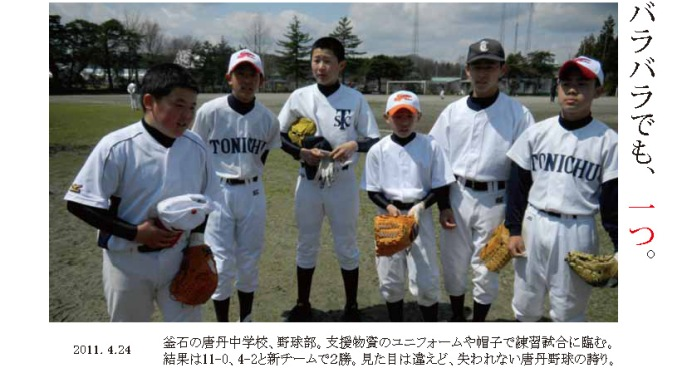 バラバラでも、一つ。
TONICHU
STC
TONICHU
2011.4.24
釜石の唐丹中学校、野球部。支援物資のユニフォームや帽子で練習試合に臨む。
結果は11-0、4-2と新チームで2勝。見た目は違えど、失われない唐丹野球の誇り。